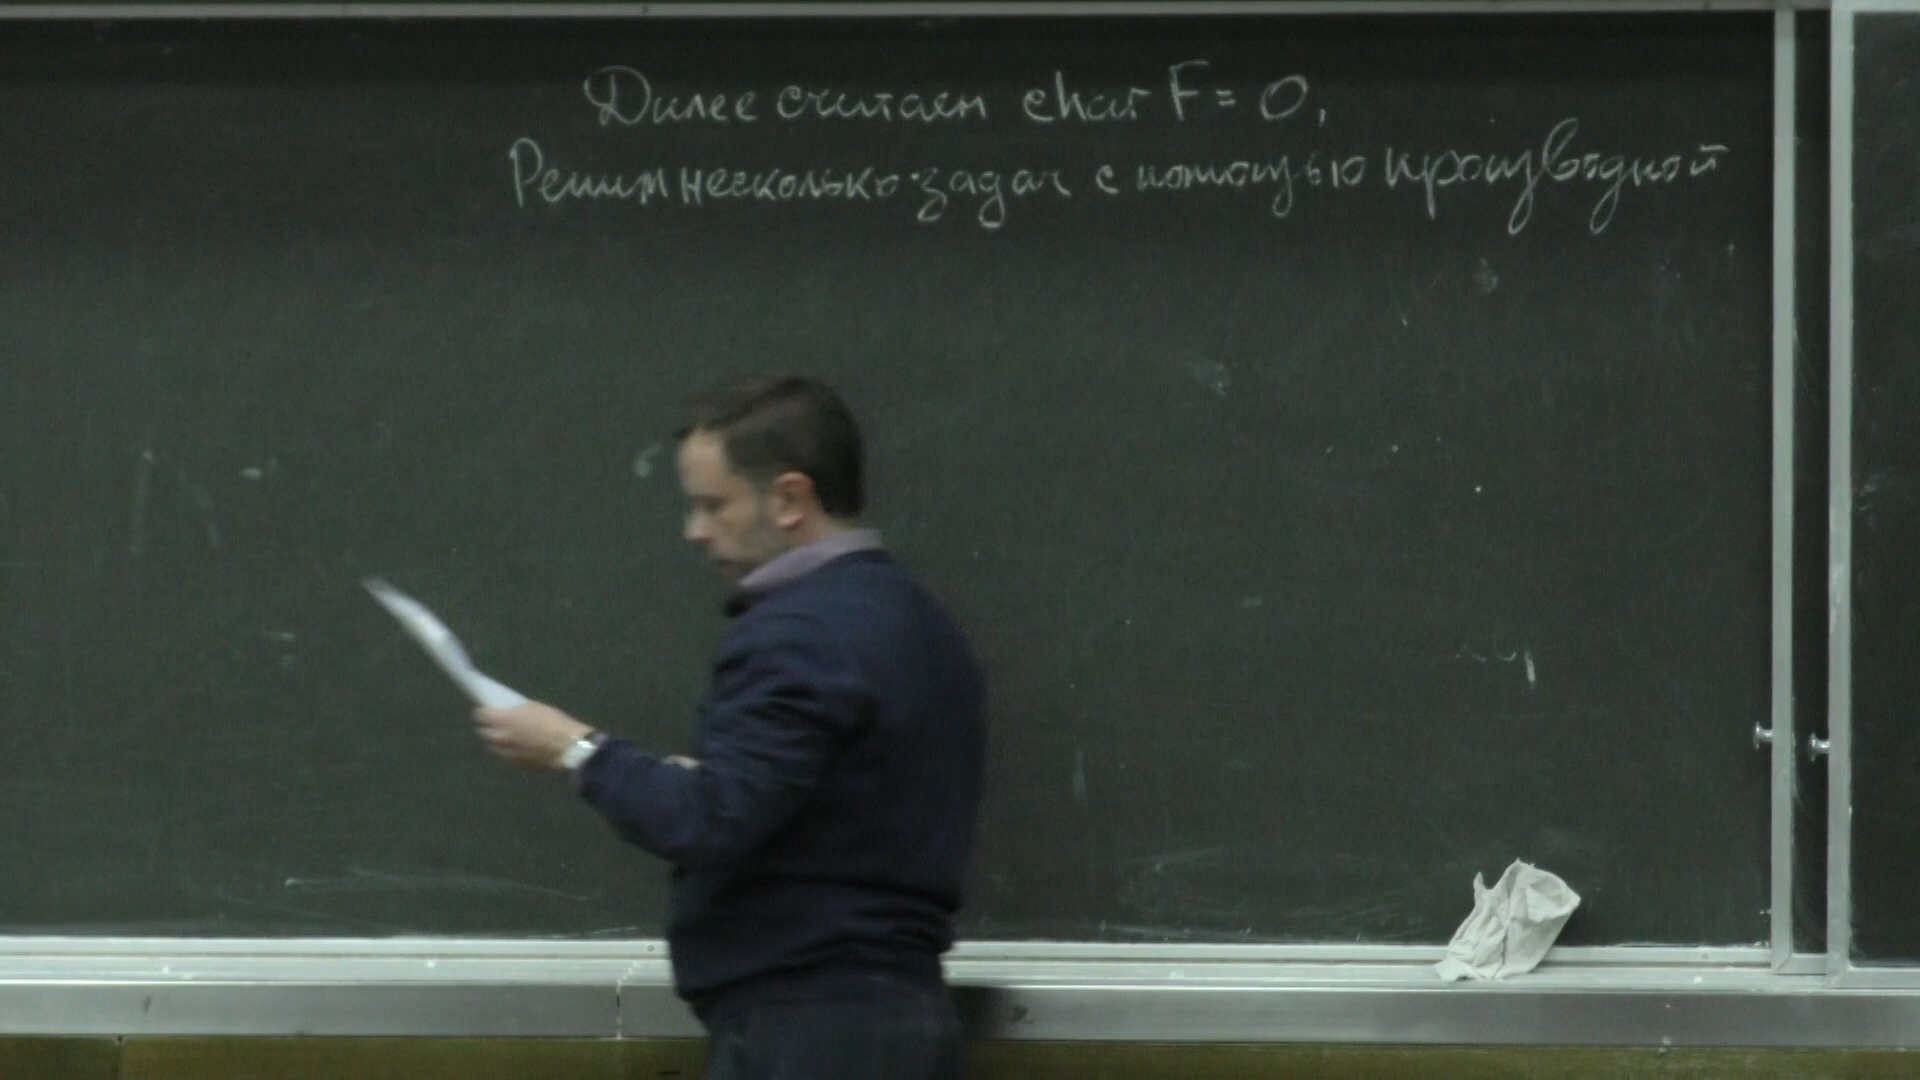 Далее считаем char F = 0,
Решим несколько задач с помощью производной